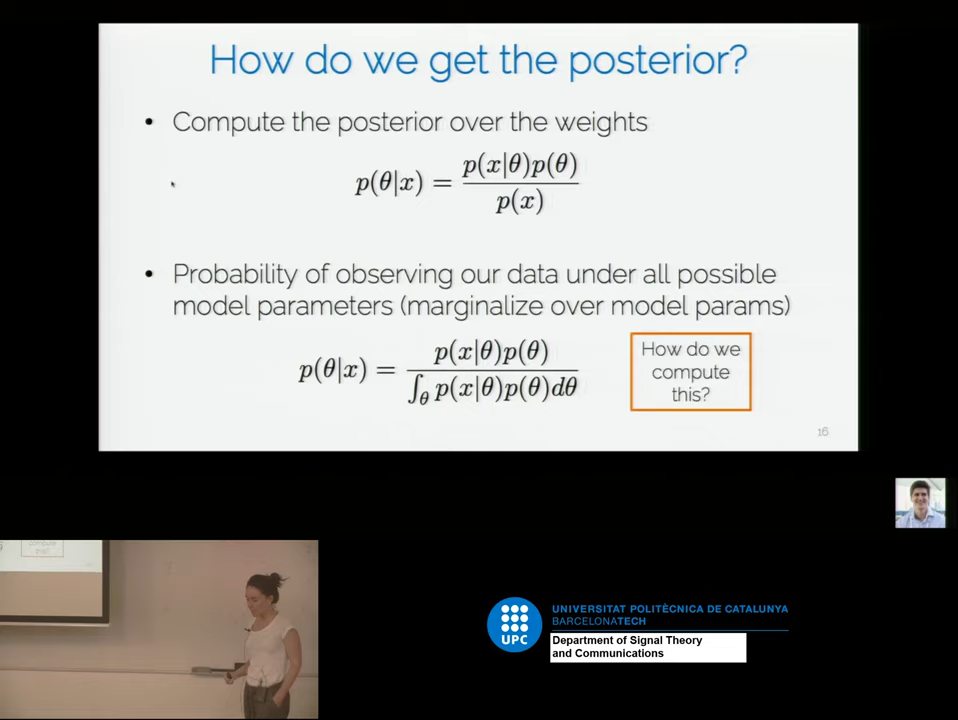 How do we get the posterior?
• Compute the posterior over the weights
p(θ|x) = p(x|θ)p(θ) / p(x)
• Probability of observing our data under all possible
model parameters (marginalize over model params)
p(θ|x) = p(x|θ)p(θ) / ∫θ p(x|θ)p(θ)dθ
How do we
compute
this?
16
UPC
UNIVERSITAT POLITÈCNICA DE CATALUNYA
BARCELONATECH
Department of Signal Theory
and Communications